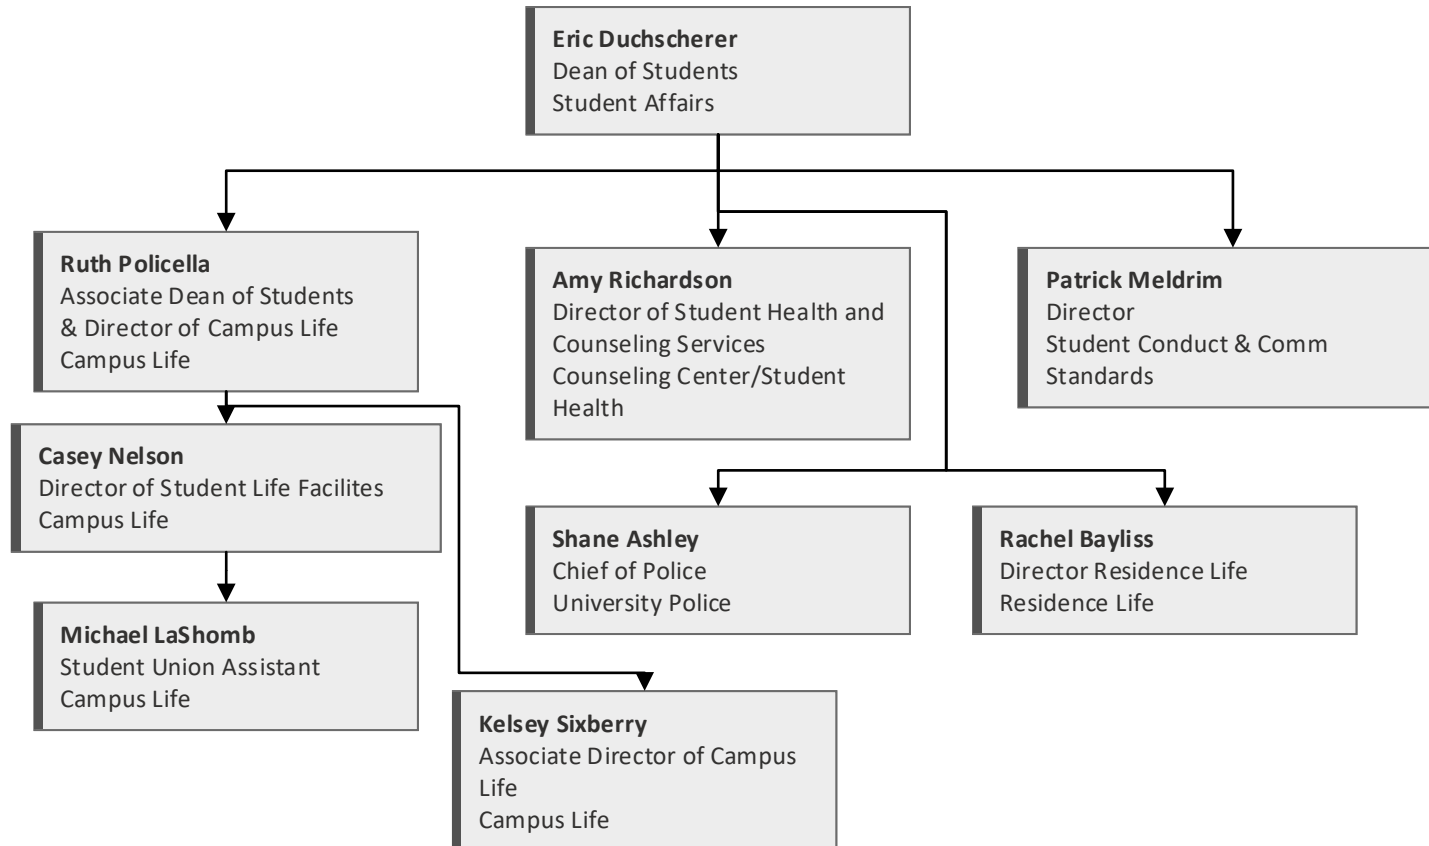 Eric Duchscherer
Dean of Students
Student Affairs
Ruth Policella
Associate Dean of Students
& Director of Campus Life
Campus Life
Amy Richardson
Director of Student Health and
Counseling Services
Counseling Center/Student
Health
Patrick Meldrim
Director
Student Conduct & Comm
Standards
Casey Nelson
Director of Student Life Facilites
Campus Life
Shane Ashley
Chief of Police
University Police
Rachel Bayliss
Director Residence Life
Residence Life
Michael LaShomb
Student Union Assistant
Campus Life
Kelsey Sixberry
Associate Director of Campus
Life
Campus Life